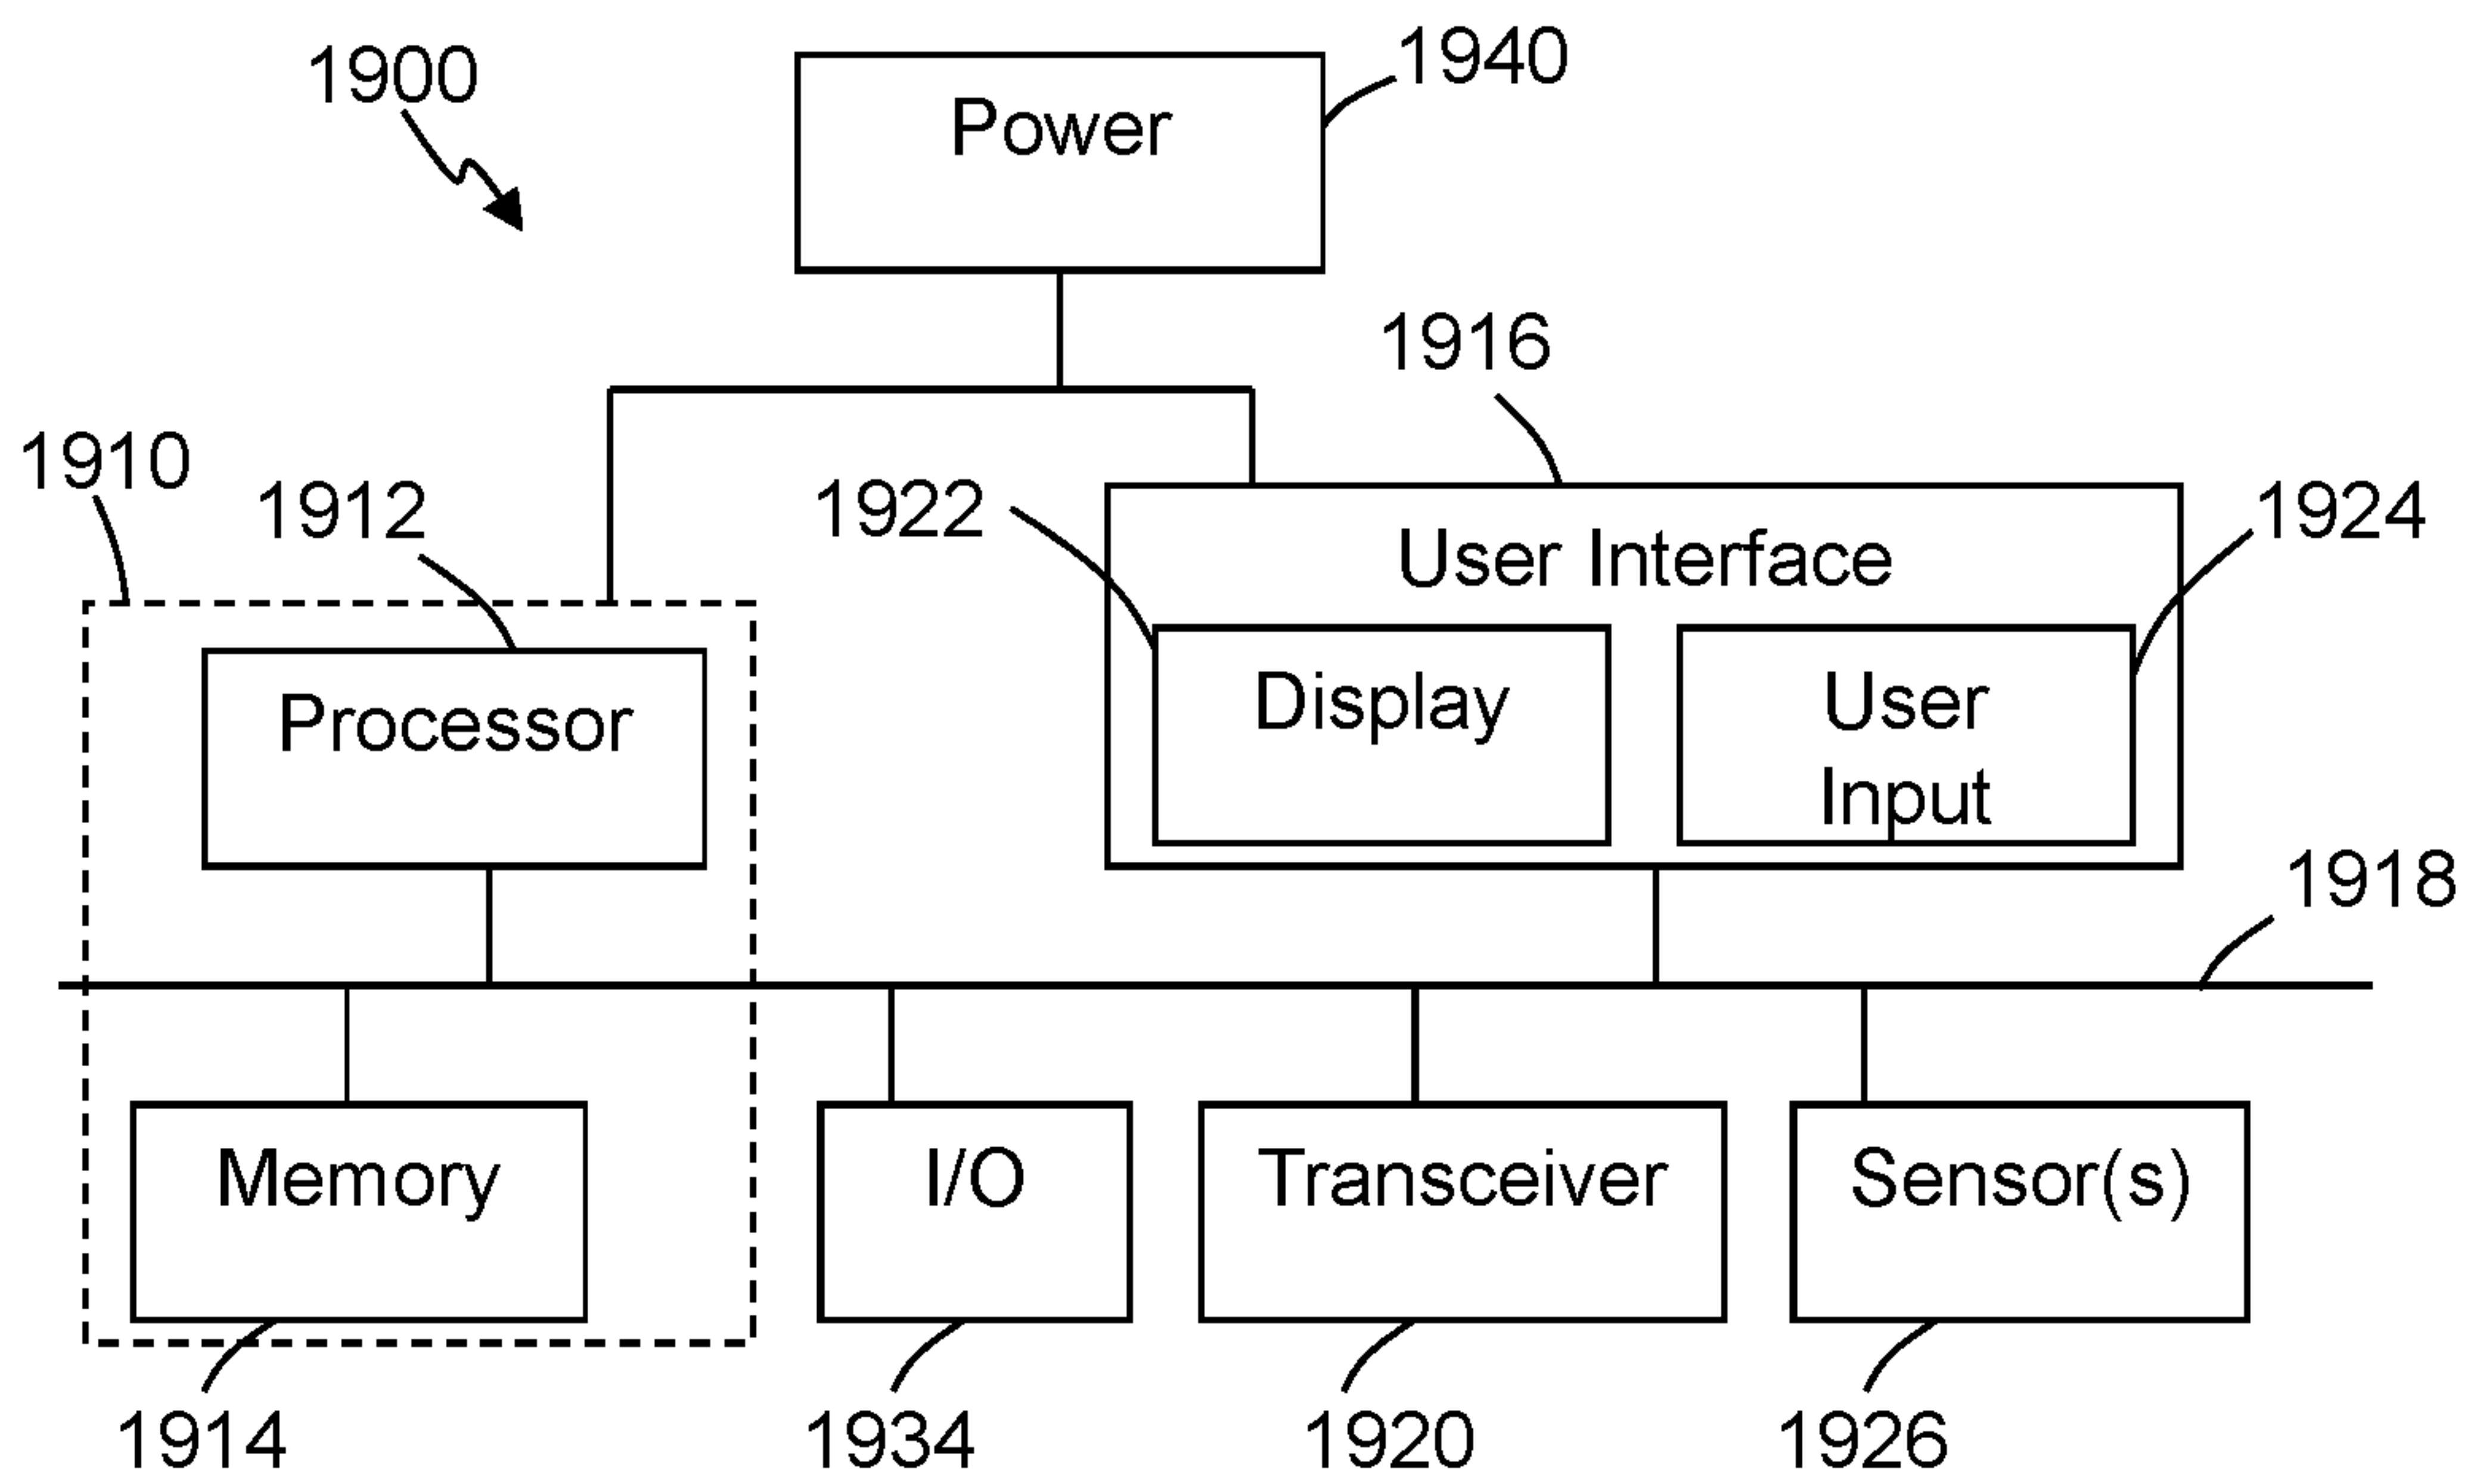 1900
1940
Power
1916
1910
1912
1922
1924
User Interface
Processor
Display
User
Input
1918
Memory
I/O
Transceiver
Sensor(s)
1914
1934
1920
1926